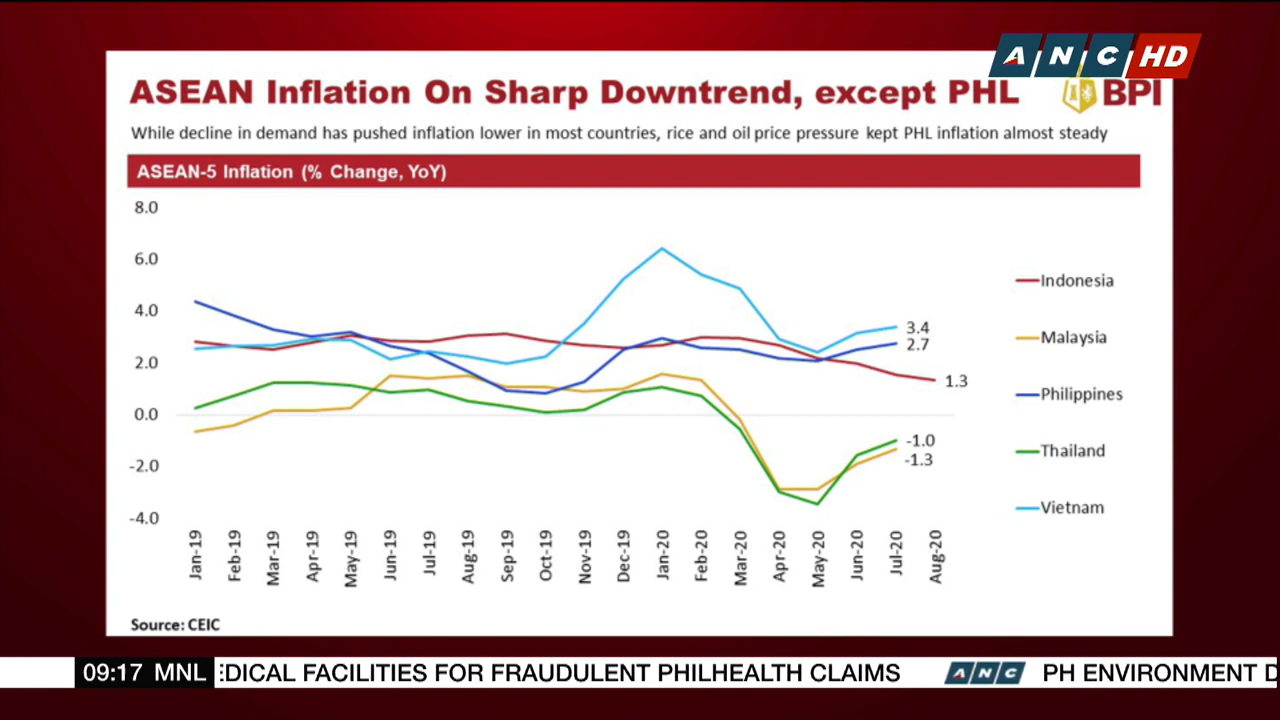 ANC HD
ASEAN Inflation On Sharp Downtrend, except PHL
BPI
While decline in demand has pushed inflation lower in most countries, rice and oil price pressure kept PHL inflation almost steady
ASEAN-5 Inflation (% Change, YoY)
8.0
6.0
4.0
2.0
0.0
-2.0
-4.0
3.4
2.7
1.3
-1.0
-1.3
Indonesia
Malaysia
Philippines
Thailand
Vietnam
Jan-19 Feb-19 Mar-19 Apr-19 May-19 Jun-19 Jul-19 Aug-19 Sep-19 Oct-19 Nov-19 Dec-19 Jan-20 Feb-20 Mar-20 Apr-20 May-20 Jun-20 Jul-20 Aug-20
Source: CEIC
09:17 MNL EDICAL FACILITIES FOR FRAUDULENT PHILHEALTH CLAIMS ANC PH ENVIRONMENT D